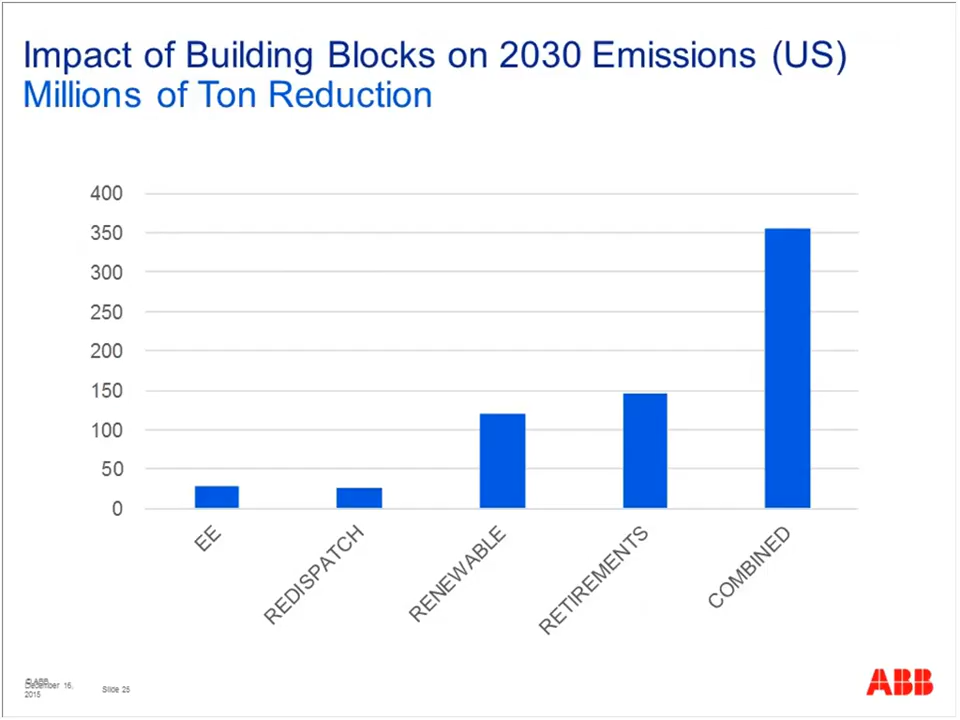 Impact of Building Blocks on 2030 Emissions (US)
Millions of Ton Reduction
400
350
300
250
200
150
100
50
0
EE
REDISPATCH
RENEWABLE
RETIREMENTS
COMBINED
© ABB
December 16,
2015
Slide 25
ABB